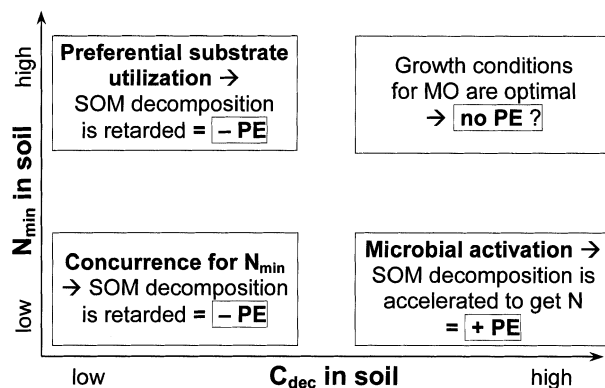 Preferential substrate
utilization →
SOM decomposition
is retarded = – PE
Growth conditions
for MO are optimal
→ no PE ?
Concurrence for Nmin
→ SOM decomposition
is retarded = – PE
Microbial activation →
SOM decomposition is
accelerated to get N
= + PE
high
Nmin in soil
low
low
Cdec in soil
high